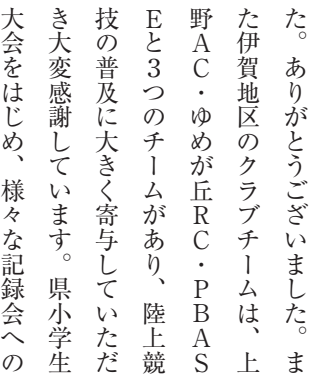 た。ありがとうございました。ま
た伊賀地区のクラブチームは、上
野ＡＣ・ゆめが丘ＲＣ・ＰＢＡＳ
Ｅと３つのチームがあり、陸上競
技の普及に大きく寄与していただ
き大変感謝しています。県小学生
大会をはじめ、様々な記録会への